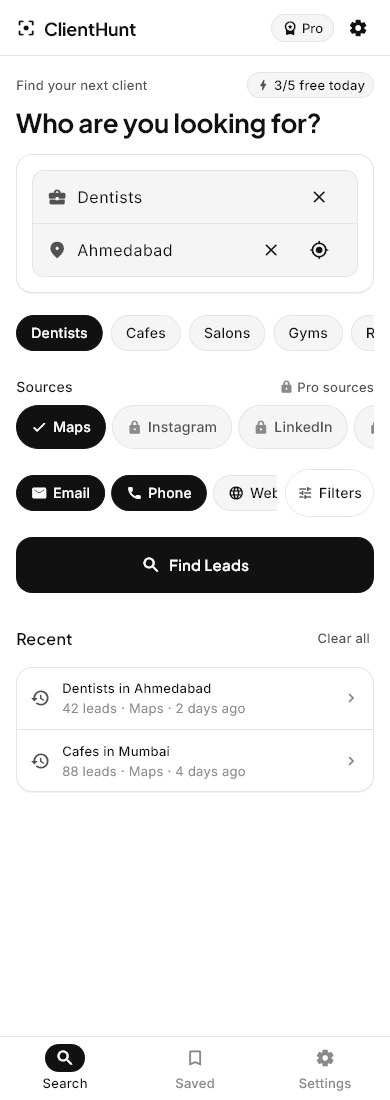 ClientHunt
Pro
Find your next client
3/5 free today
Who are you looking for?
Dentists
Ahmedabad
Dentists Cafes Salons Gyms R
Sources
Pro sources
Maps Instagram LinkedIn
Email Phone Web Filters
Find Leads
Recent
Clear all
Dentists in Ahmedabad
42 leads · Maps · 2 days ago
Cafes in Mumbai
88 leads · Maps · 4 days ago
Search Saved Settings